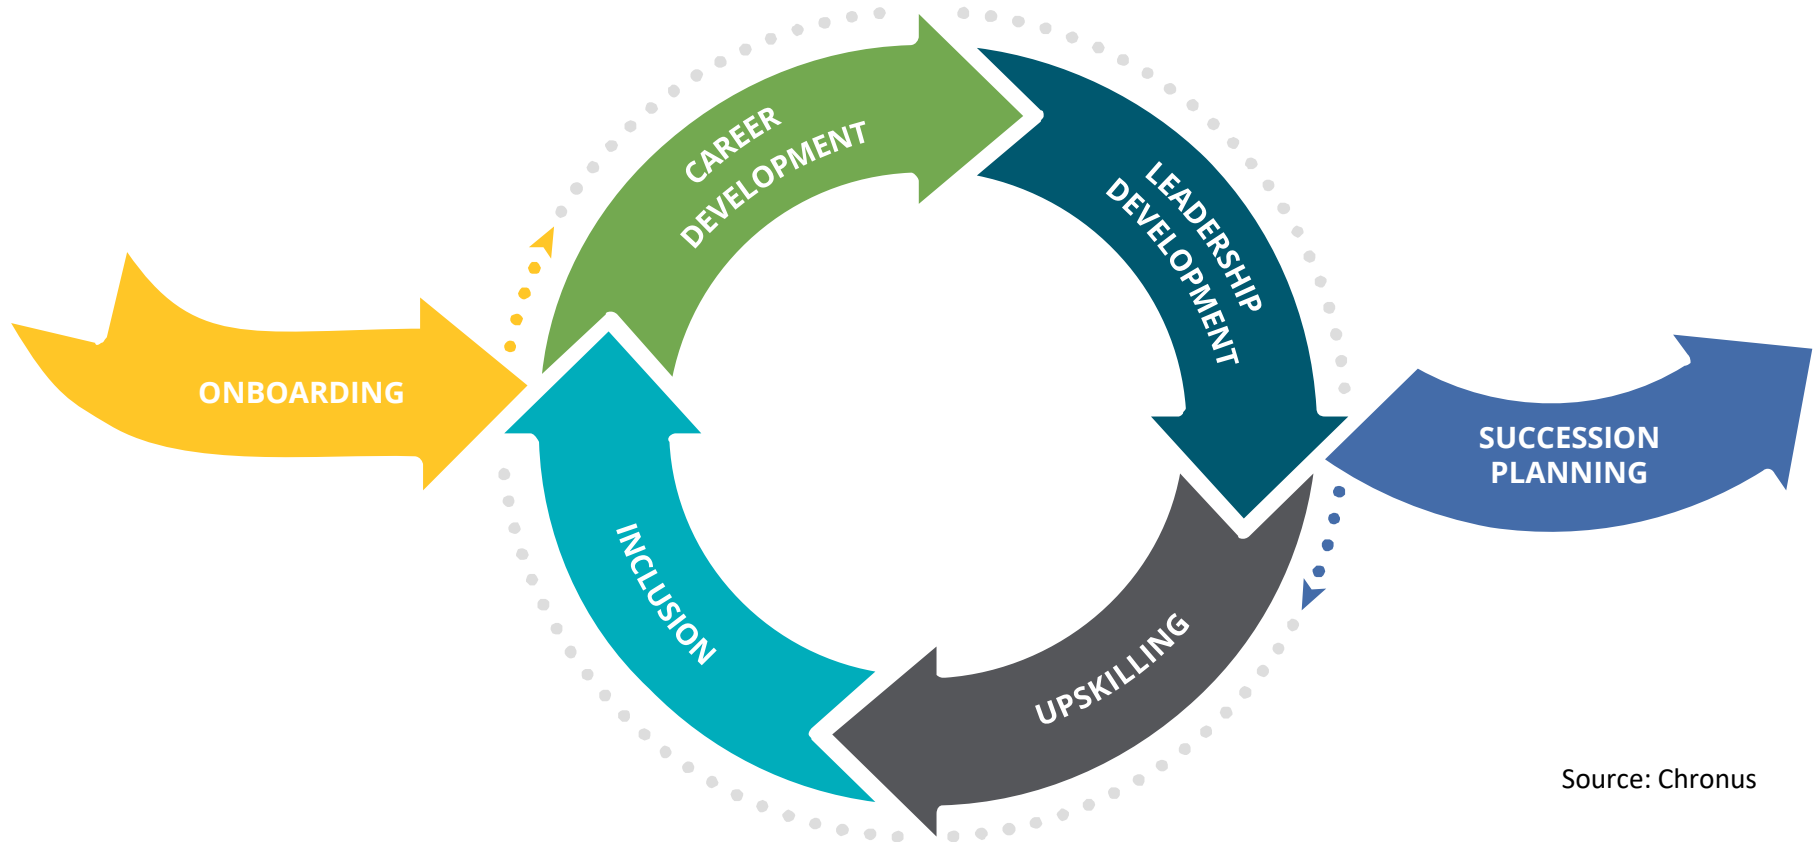 ONBOARDING
CAREER
DEVELOPMENT
LEADERSHIP
DEVELOPMENT
UPSKILLING
INCLUSION
SUCCESSION
PLANNING
Source: Chronus